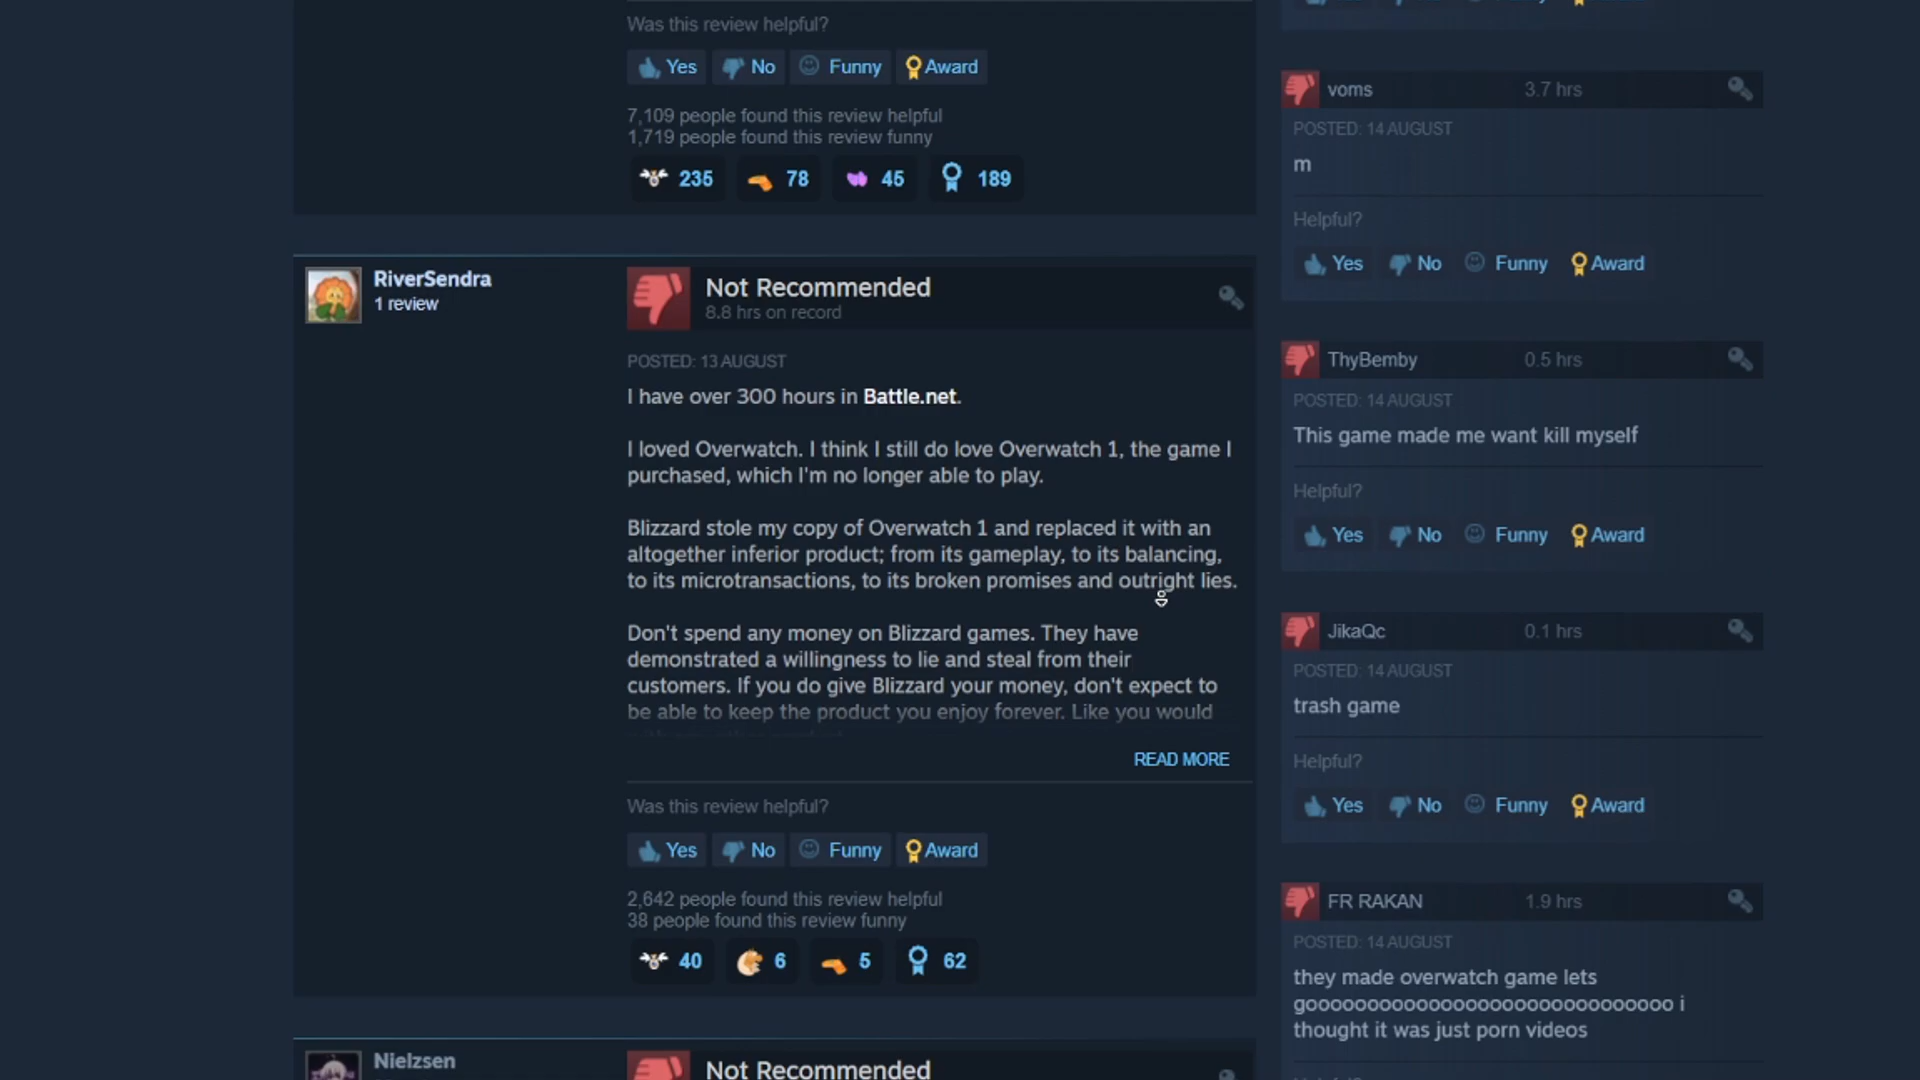 Was this review helpful?
Yes No Funny Award
7,109 people found this review helpful
1,719 people found this review funny
235 78 45 189
RiverSendra
1 review
Not Recommended
8.8 hrs on record
POSTED: 13 AUGUST
I have over 300 hours in Battle.net.
I loved Overwatch. I think I still do love Overwatch 1, the game I
purchased, which I'm no longer able to play.
Blizzard stole my copy of Overwatch 1 and replaced it with an
altogether inferior product; from its gameplay, to its balancing,
to its microtransactions, to its broken promises and outright lies.
Don't spend any money on Blizzard games. They have
demonstrated a willingness to lie and steal from their
customers. If you do give Blizzard your money, don't expect to
be able to keep the product you enjoy forever. Like you would
READ MORE
Was this review helpful?
Yes No Funny Award
2,642 people found this review helpful
38 people found this review funny
40 6 5 62
Nielzsen
Not Recommended
voms 3.7 hrs
POSTED: 14 AUGUST
m
Helpful?
Yes No Funny Award
ThyBemby 0.5 hrs
POSTED: 14 AUGUST
This game made me want kill myself
Helpful?
Yes No Funny Award
JikaQc 0.1 hrs
POSTED: 14 AUGUST
trash game
Helpful?
Yes No Funny Award
FR RAKAN 1.9 hrs
POSTED: 14 AUGUST
they made overwatch game lets
gooooooooooooooooooooooooooooo i
thought it was just porn videos